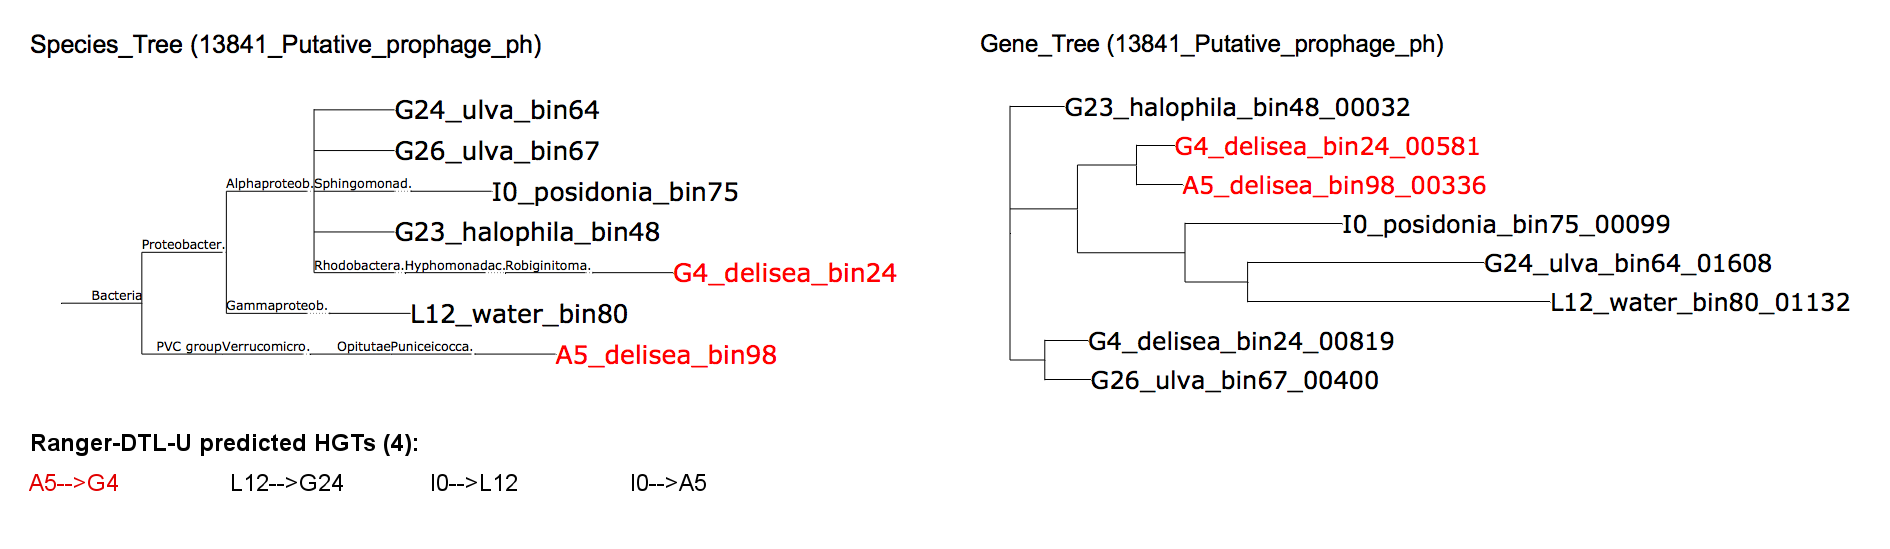 Species_Tree (13841_Putative_prophage_ph)
G24_ulva_bin64
G26_ulva_bin67
Alphaproteob. Sphingomonad. I0_posidonia_bin75
G23_halophila_bin48
Proteobacter.
Rhodobactera. Hyphomonadac. Robiginitoma. G4_delisea_bin24
Bacteria
Gammaproteob. L12_water_bin80
PVC groupVerrucomicro. OpitutaePuniceicocca. A5_delisea_bin98
Gene_Tree (13841_Putative_prophage_ph)
G23_halophila_bin48_00032
G4_delisea_bin24_00581
A5_delisea_bin98_00336
I0_posidonia_bin75_00099
G24_ulva_bin64_01608
L12_water_bin80_01132
G4_delisea_bin24_00819
G26_ulva_bin67_00400
Ranger-DTL-U predicted HGTs (4):
A5-->G4 L12-->G24 I0-->L12 I0-->A5